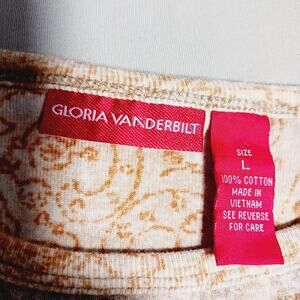 GLORIA VANDERBILT
SIZE
L
100% COTTON
MADE IN
VIETNAM
SEE REVERSE
FOR CARE